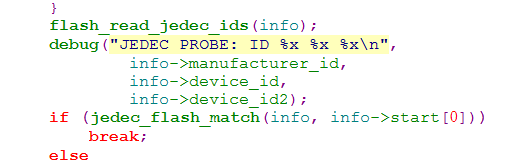 }
flash_read_jedec_ids(info);
debug("JEDEC PROBE: ID %x %x %x\n",
info->manufacturer_id,
info->device_id,
info->device_id2);
if (jedec_flash_match(info, info->start[0]))
break;
else